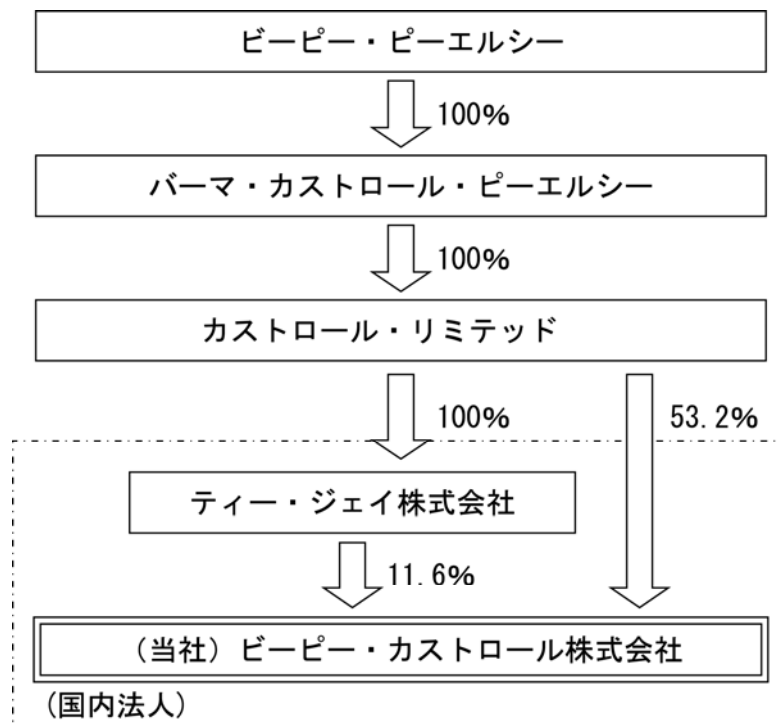 ビーピー・ピーエルシー
100%
バーマ・カストロール・ピーエルシー
100%
カストロール・リミテッド
100%
53.2%
ティー・ジェイ株式会社
11.6%
（当社）ビーピー・カストロール株式会社
(国内法人)